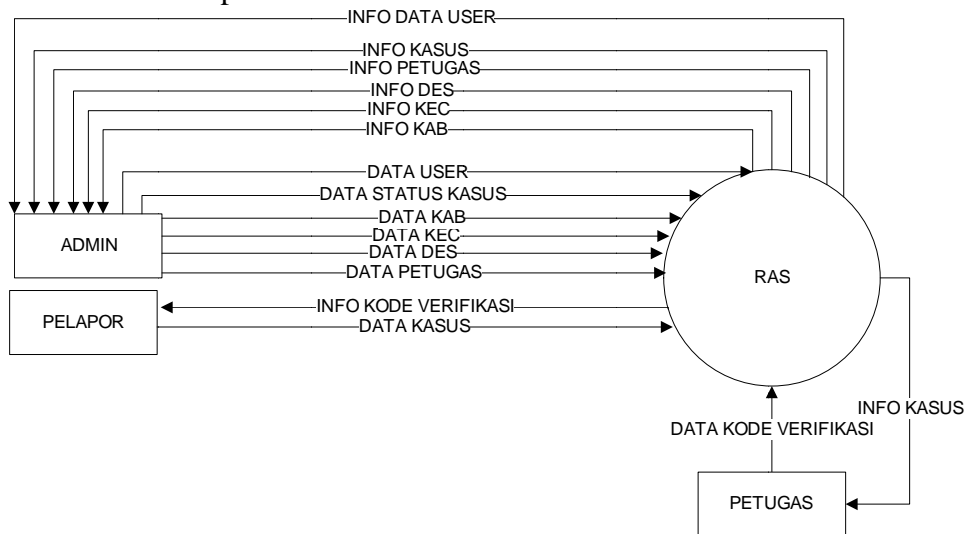 INFO DATA USER
INFO KASUS
INFO PETUGAS
INFO DES
INFO KEC
INFO KAB
DATA USER
DATA STATUS KASUS
DATA KAB
DATA KEC
DATA DES
DATA PETUGAS
ADMIN
RAS
INFO KODE VERIFIKASI
DATA KASUS
PELAPOR
INFO KASUS
DATA KODE VERIFIKASI
PETUGAS